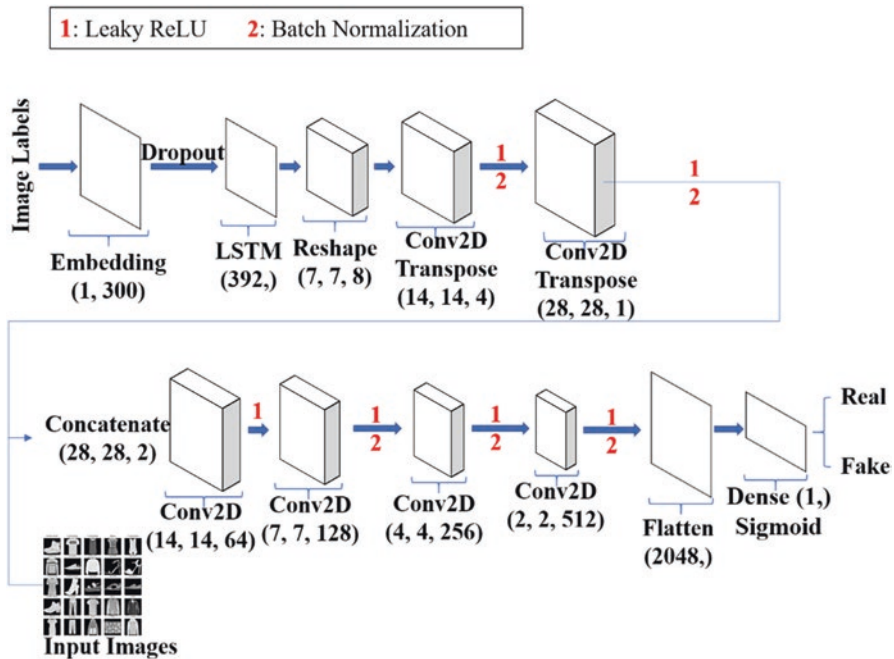 1: Leaky ReLU 2: Batch Normalization
Image Labels
Dropout
1
2
1
2
Embedding
(1, 300)
LSTM
(392,)
Reshape
(7, 7, 8)
Conv2D
Transpose
(14, 14, 4)
Conv2D
Transpose
(28, 28, 1)
Concatenate
(28, 28, 2)
1
1
2
1
2
1
2
Real
Fake
Conv2D
(14, 14, 64)
Conv2D
(7, 7, 128)
Conv2D
(4, 4, 256)
Conv2D
(2, 2, 512)
Flatten
(2048,)
Dense (1,)
Sigmoid
Input Images